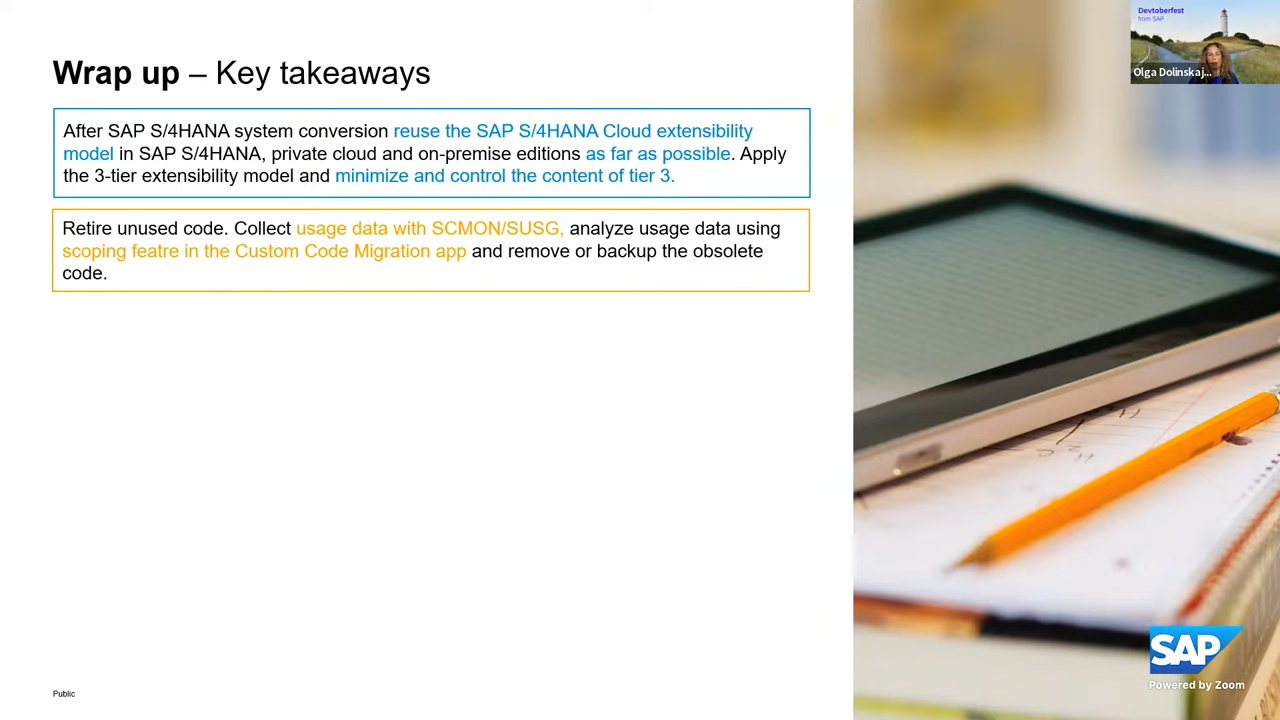 Wrap up – Key takeaways
After SAP S/4HANA system conversion reuse the SAP S/4HANA Cloud extensibility
model in SAP S/4HANA, private cloud and on-premise editions as far as possible. Apply
the 3-tier extensibility model and minimize and control the content of tier 3.
Retire unused code. Collect usage data with SCMON/SUSG, analyze usage data using
scoping featre in the Custom Code Migration app and remove or backup the obsolete
code.
Public
Devtoberfest
from SAP
Olga Dolinskaj...
SAP
Powered by Zoom